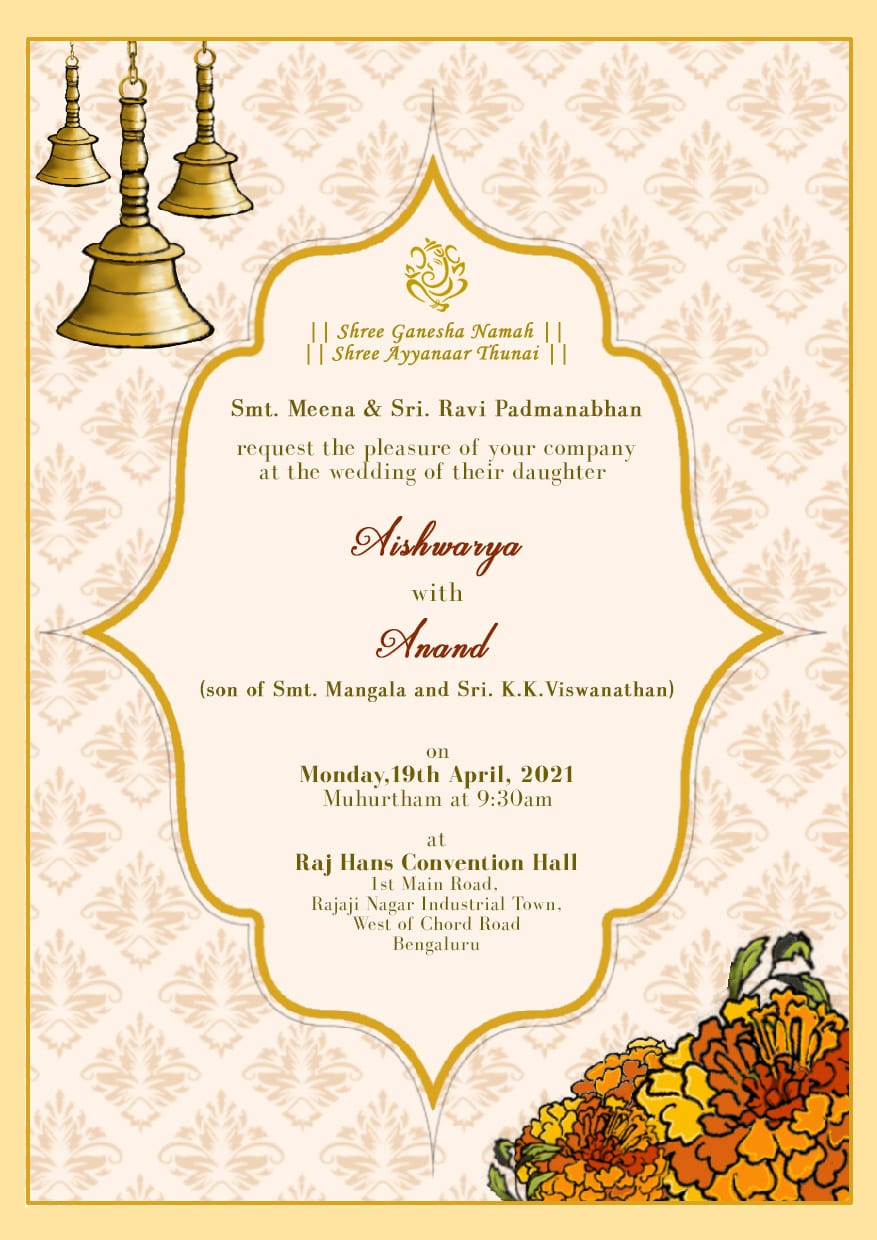 || Shree Ganesha Namah ||
|| Shree Ayyanaar Thunai ||
Smt. Meena & Sri. Ravi Padmanabhan
request the pleasure of your company
at the wedding of their daughter
Aishwarya
with
Anand
(son of Smt. Mangala and Sri. K.K.Viswanathan)
on
Monday,19th April, 2021
Muhurtham at 9:30am
at
Raj Hans Convention Hall
1st Main Road,
Rajaji Nagar Industrial Town,
West of Chord Road
Bengaluru